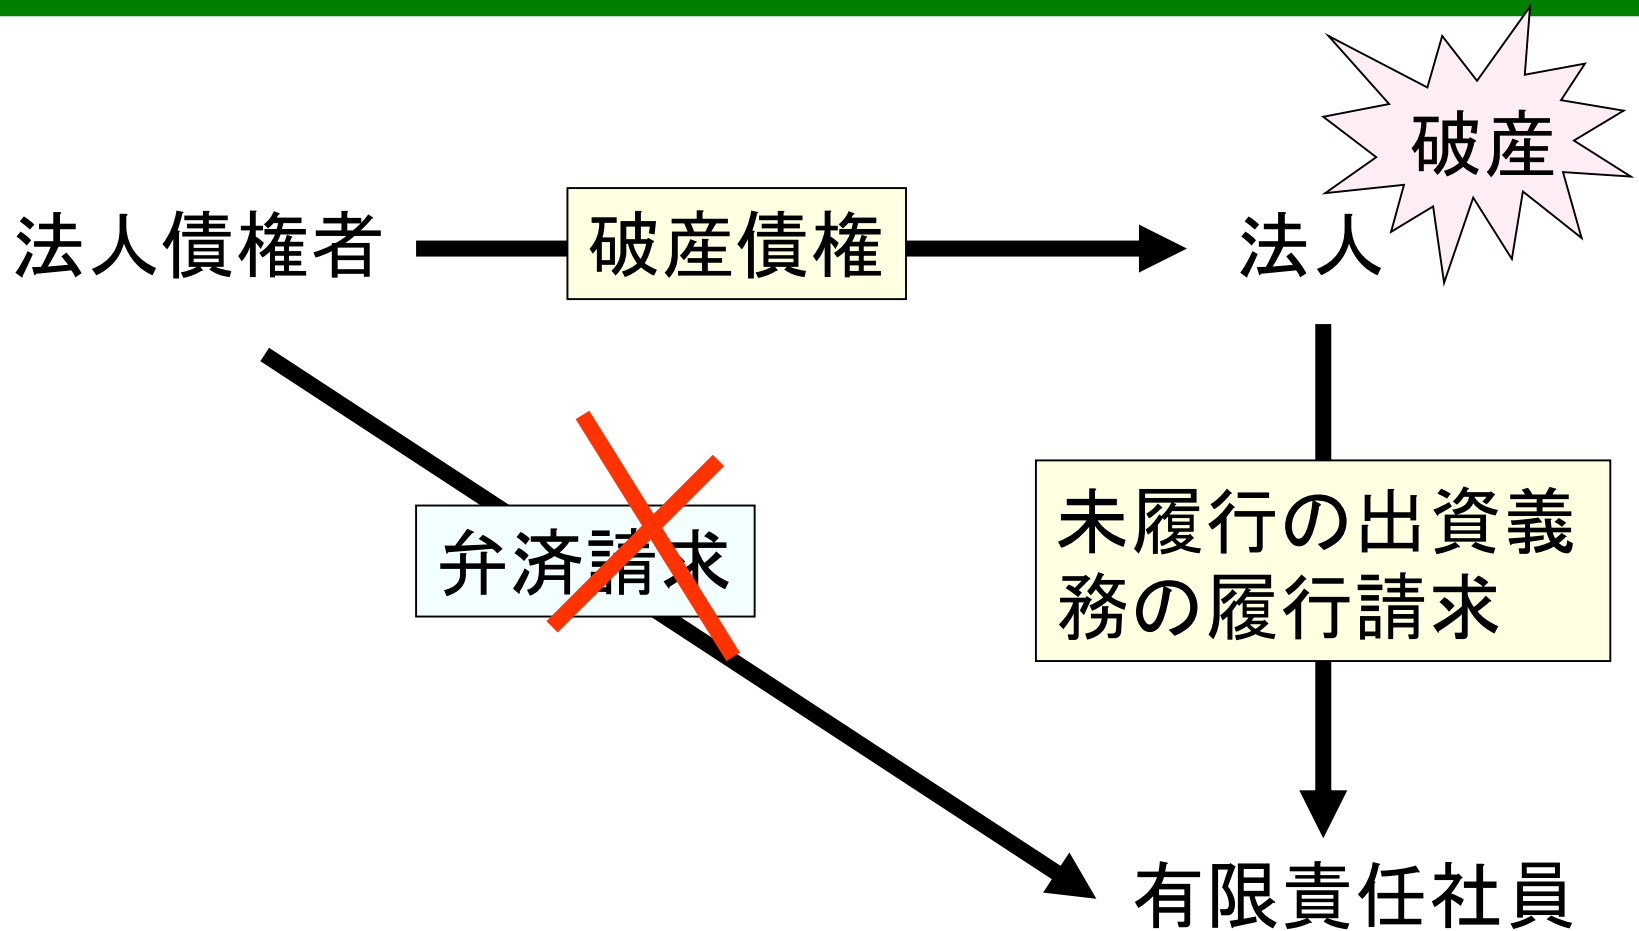 破産
法人債権者
破産債権
法人
弁済請求
未履行の出資義
務の履行請求
有限責任社員